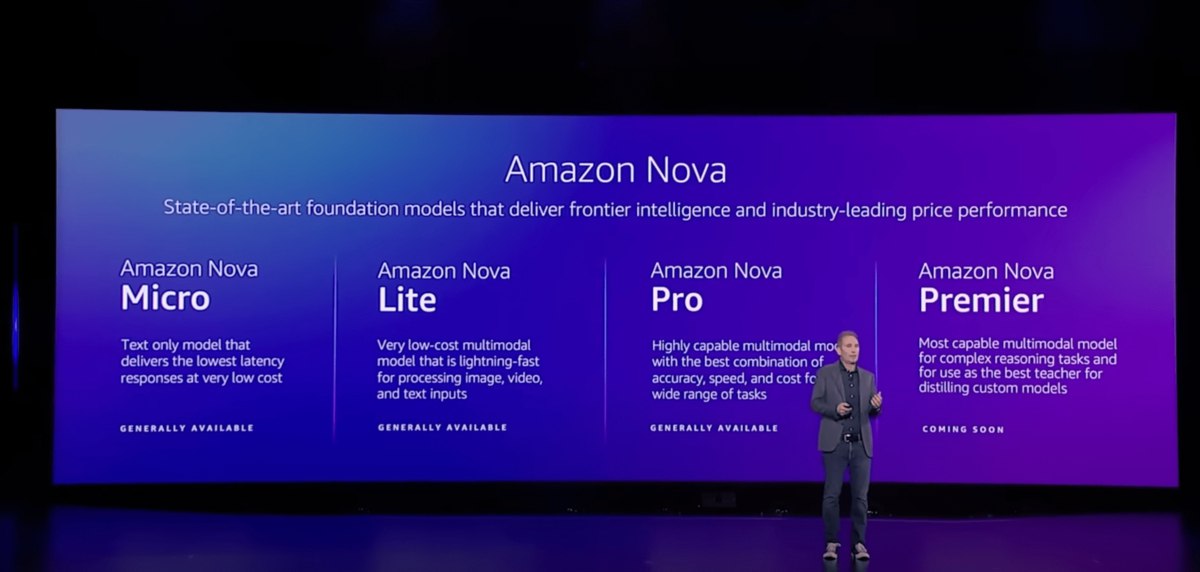 Amazon Nova
State-of-the-art foundation models that deliver frontier intelligence and industry-leading price performance
Amazon Nova
Micro
Text only model that
delivers the lowest latency
responses at very low cost
GENERALLY AVAILABLE
Amazon Nova
Lite
Very low-cost multimodal
model that is lightning-fast
for processing image, video,
and text inputs
GENERALLY AVAILABLE
Amazon Nova
Pro
Highly capable multimodal
with the best combination of
accuracy, speed, and cost
wide range of tasks
GENERALLY AVAILABLE
Amazon Nova
Premier
Most capable multimodal model
for complex reasoning tasks and
for use as the best teacher for
distilling custom models
COMING SOON